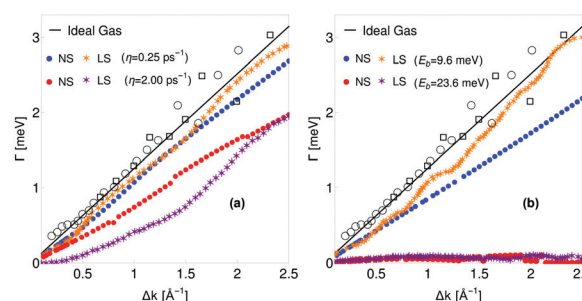 — Ideal Gas
NS LS (η=0.25 ps⁻¹)
NS LS (η=2.00 ps⁻¹)
Γ [meV]
3
2
1
0
(a)
0.5 1 1.5 2 2.5
Δk [Å⁻¹]
— Ideal Gas
NS LS (E_b=9.6 meV)
NS LS (E_b=23.6 meV)
Γ [meV]
3
2
1
0
(b)
0.5 1 1.5 2 2.5
Δk [Å⁻¹]